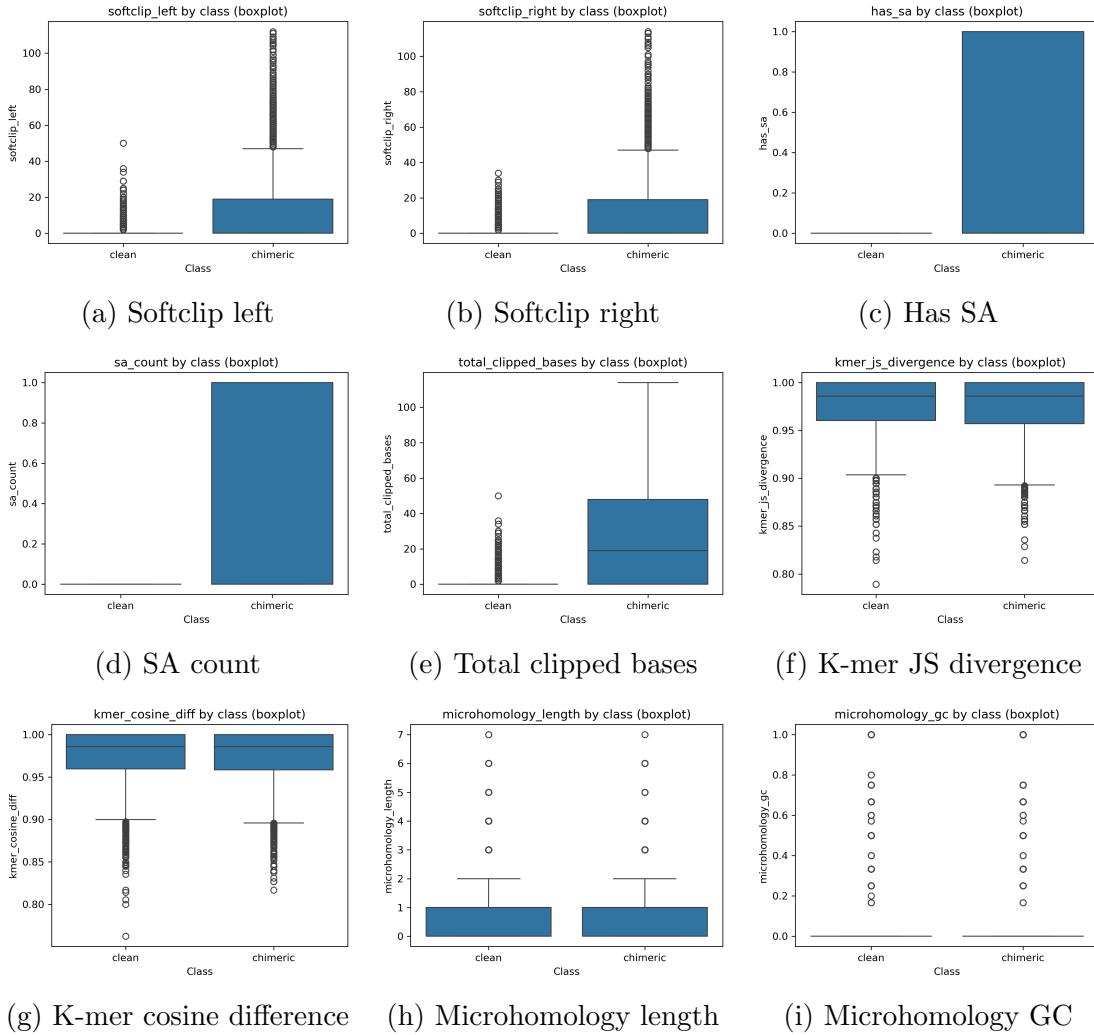 softclip_left by class (boxplot)
softclip_left
100
80
60
40
20
0
clean
chimeric
Class
(a) Softclip left
softclip_right by class (boxplot)
softclip_right
100
80
60
40
20
0
clean
chimeric
Class
(b) Softclip right
has_sa by class (boxplot)
has_sa
1.0
0.8
0.6
0.4
0.2
0.0
clean
chimeric
Class
(c) Has SA
sa_count by class (boxplot)
sa_count
1.0
0.8
0.6
0.4
0.2
0.0
clean
chimeric
Class
(d) SA count
total_clipped_bases by class (boxplot)
total_clipped_bases
100
80
60
40
20
0
clean
chimeric
Class
(e) Total clipped bases
kmer_js_divergence by class (boxplot)
kmer_js_divergence
1.00
0.95
0.90
0.85
0.80
clean
chimeric
Class
(f) K-mer JS divergence
kmer_cosine_diff by class (boxplot)
kmer_cosine_diff
1.00
0.95
0.90
0.85
0.80
clean
chimeric
Class
(g) K-mer cosine difference
microhomology_length by class (boxplot)
microhomology_length
7
6
5
4
3
2
1
0
clean
chimeric
Class
(h) Microhomology length
microhomology_gc by class (boxplot)
microhomology_gc
1.0
0.8
0.6
0.4
0.2
0.0
clean
chimeric
Class
(i) Microhomology GC